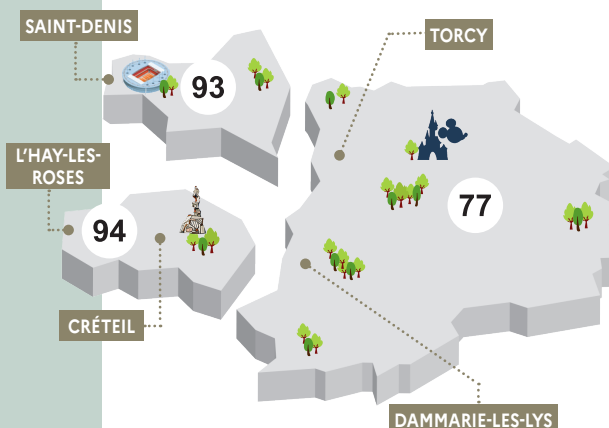 SAINT-DENIS
TORCY
93
L'HAY-LES-
ROSES
77
94
CRÉTEIL
DAMMARIE-LES-LYS